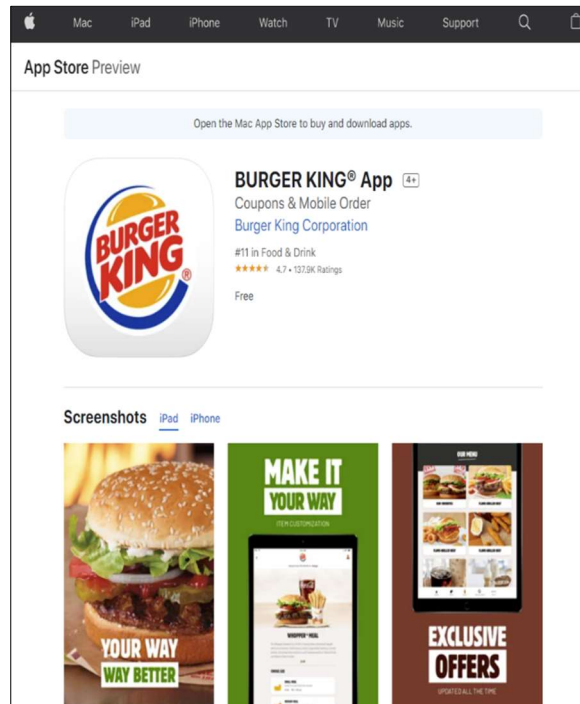 Mac iPad iPhone Watch TV Music Support
App Store Preview
Open the Mac App Store to buy and download apps.
BURGER KING®
BURGER KING® App 4+
Coupons & Mobile Order
Burger King Corporation
#11 in Food & Drink
4.7 • 137.9K Ratings
Free
Screenshots iPad iPhone
YOUR WAY
WAY BETTER
MAKE IT
YOUR WAY
ITEM CUSTOMIZATION
WHOPPER® MEAL
OUR MENU
EXCLUSIVE
OFFERS
UPDATED ALL THE TIME